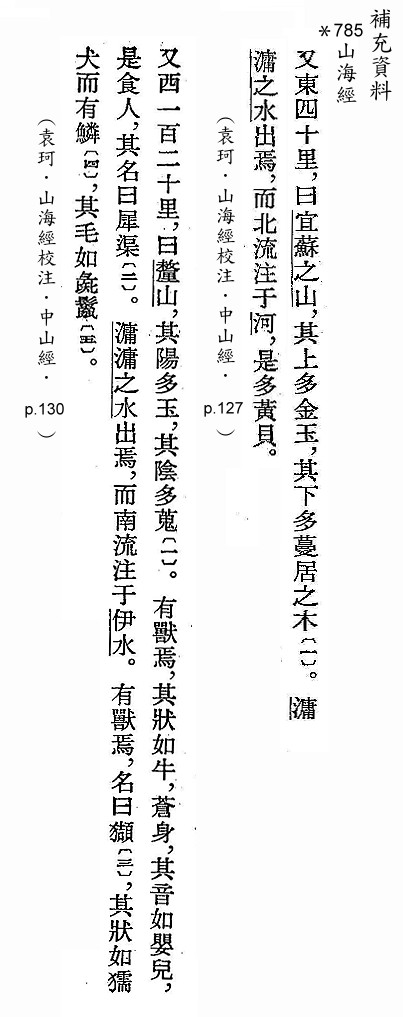 補充資料
*785
山海經
又東四十里，曰宜蘇之山，其上多金玉，其下多蔓居之木〔一〕。滽
滽之水出焉，而北流注于河，是多黃貝。
（袁珂．山海經校注．中山經．p.127）
又西一百二十里，曰釐山，其陽多玉，其陰多蒐〔一〕。有獸焉，其狀如牛，蒼身，其音如嬰兒，
是食人，其名曰犀渠〔二〕。滽滽之水出焉，而南流注于伊水。有獸焉，名曰䫏〔三〕，其狀如獳
犬而有鱗〔四〕，其毛如彘鬣〔五〕。
（袁珂．山海經校注．中山經．p.130）